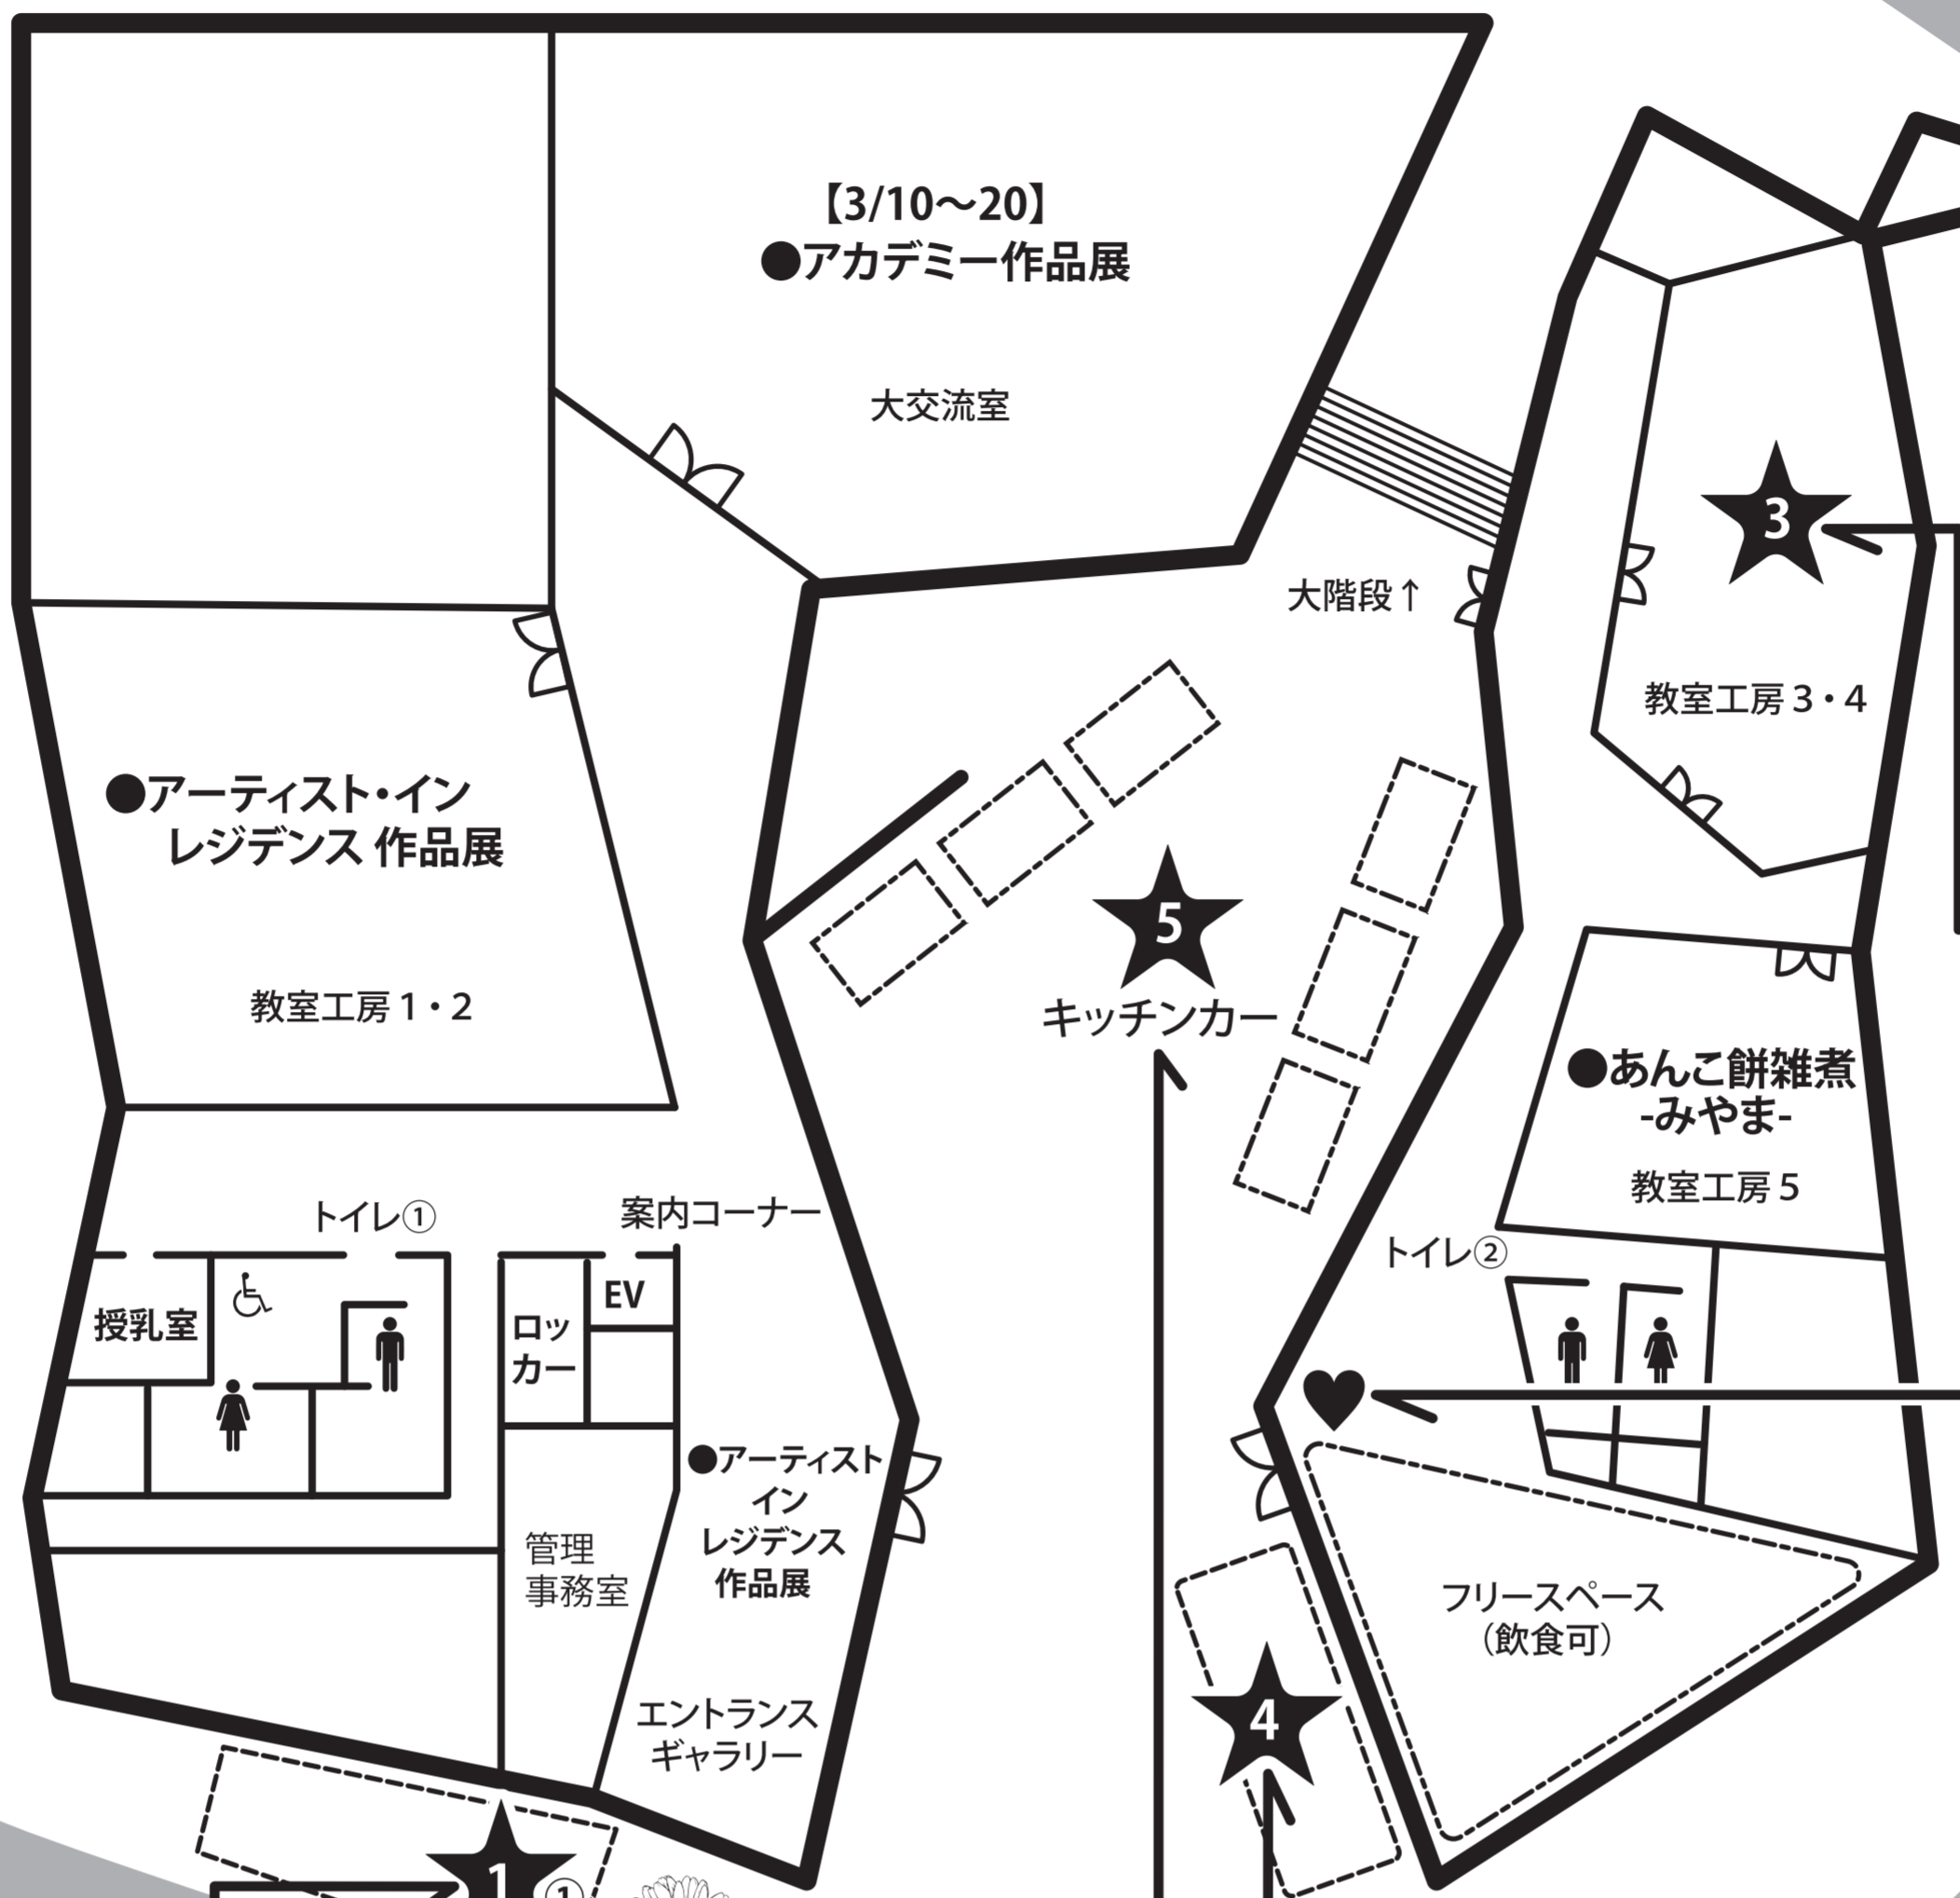 【3/10〜20】
●アカデミー作品展
大交流室
3
大階段↑
教室工房 3・4
●アーティスト・イン
レジデンス 作品展
教室工房 1・2
5
キッチンカー
●あんこ餅雑煮
-みやま-
教室工房 5
トイレ①
案内コーナー
トイレ②
授乳室
ロッ
カー
EV
●アーティスト
イン
レジデンス
作品展
管理
事務室
エントランス
ギャラリー
フリースペース
（飲食可）
4
1
①